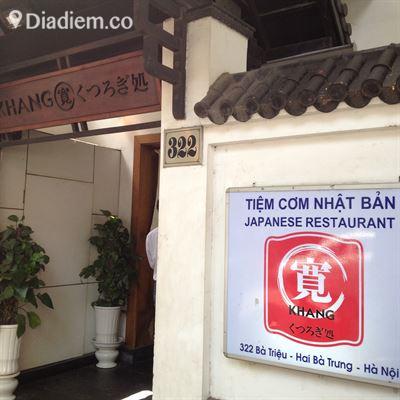 Diadiem.co
KHANG 寛 くつろぎ処
322
TIỆM CƠM NHẬT BẢN
JAPANESE RESTAURANT
寛
KHANG
くつろぎ処
322 Bà Triệu - Hai Bà Trưng - Hà Nội